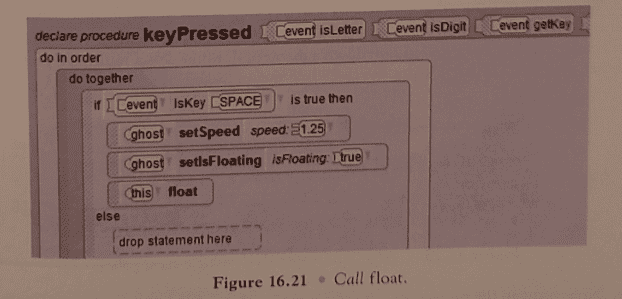 declare procedure keyPressed event isLetter event isDigit event getKey
do in order
do together
if event isKey SPACE is true then
ghost setSpeed speed: 1.25
ghost setIsFloating isFloating: true
this float
else
drop statement here
Figure 16.21 • Call float.